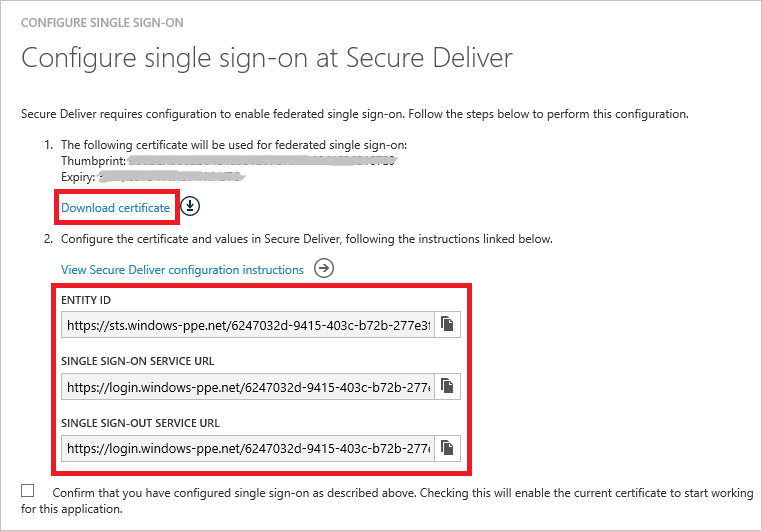 CONFIGURE SINGLE SIGN-ON
Configure single sign-on at Secure Deliver
Secure Deliver requires configuration to enable federated single sign-on. Follow the steps below to perform this configuration.
1. The following certificate will be used for federated single sign-on:
Thumbprint:
Expiry:
Download certificate
2. Configure the certificate and values in Secure Deliver, following the instructions linked below.
View Secure Deliver configuration instructions
ENTITY ID
https://sts.windows-ppe.net/6247032d-9415-403c-b72b-277e3f
SINGLE SIGN-ON SERVICE URL
https://login.windows-ppe.net/6247032d-9415-403c-b72b-277e
SINGLE SIGN-OUT SERVICE URL
https://login.windows-ppe.net/6247032d-9415-403c-b72b-277e
Confirm that you have configured single sign-on as described above. Checking this will enable the current certificate to start working
for this application.